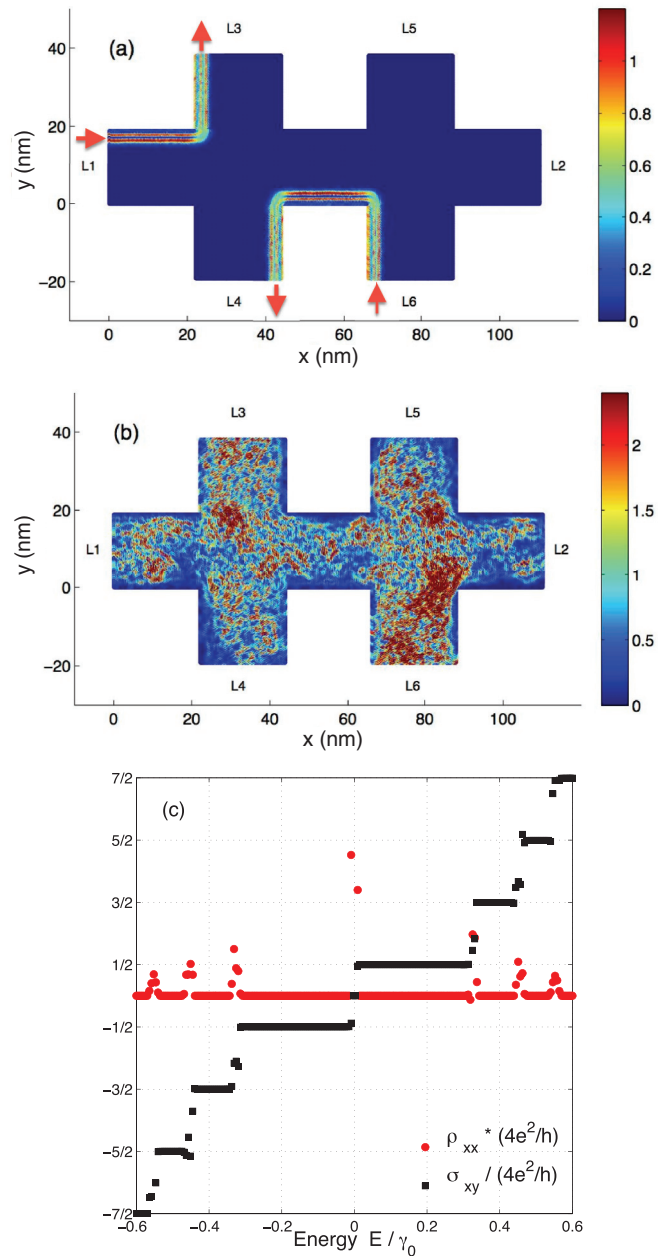 (a)
L3
L5
L1
L2
L4
L6
40
20
0
−20
y (nm)
0
20
40
60
80
100
x (nm)
1
0.8
0.6
0.4
0.2
0
(b)
L3
L5
L1
L2
L4
L6
40
20
0
−20
y (nm)
0
20
40
60
80
100
x (nm)
2
1.5
1
0.5
0
(c)
7/2
5/2
3/2
1/2
−1/2
−3/2
−5/2
−7/2
ρ xx * (4e²/h)
σ xy / (4e²/h)
−0.6
−0.4
−0.2
0
0.2
0.4
0.6
Energy E / γ₀